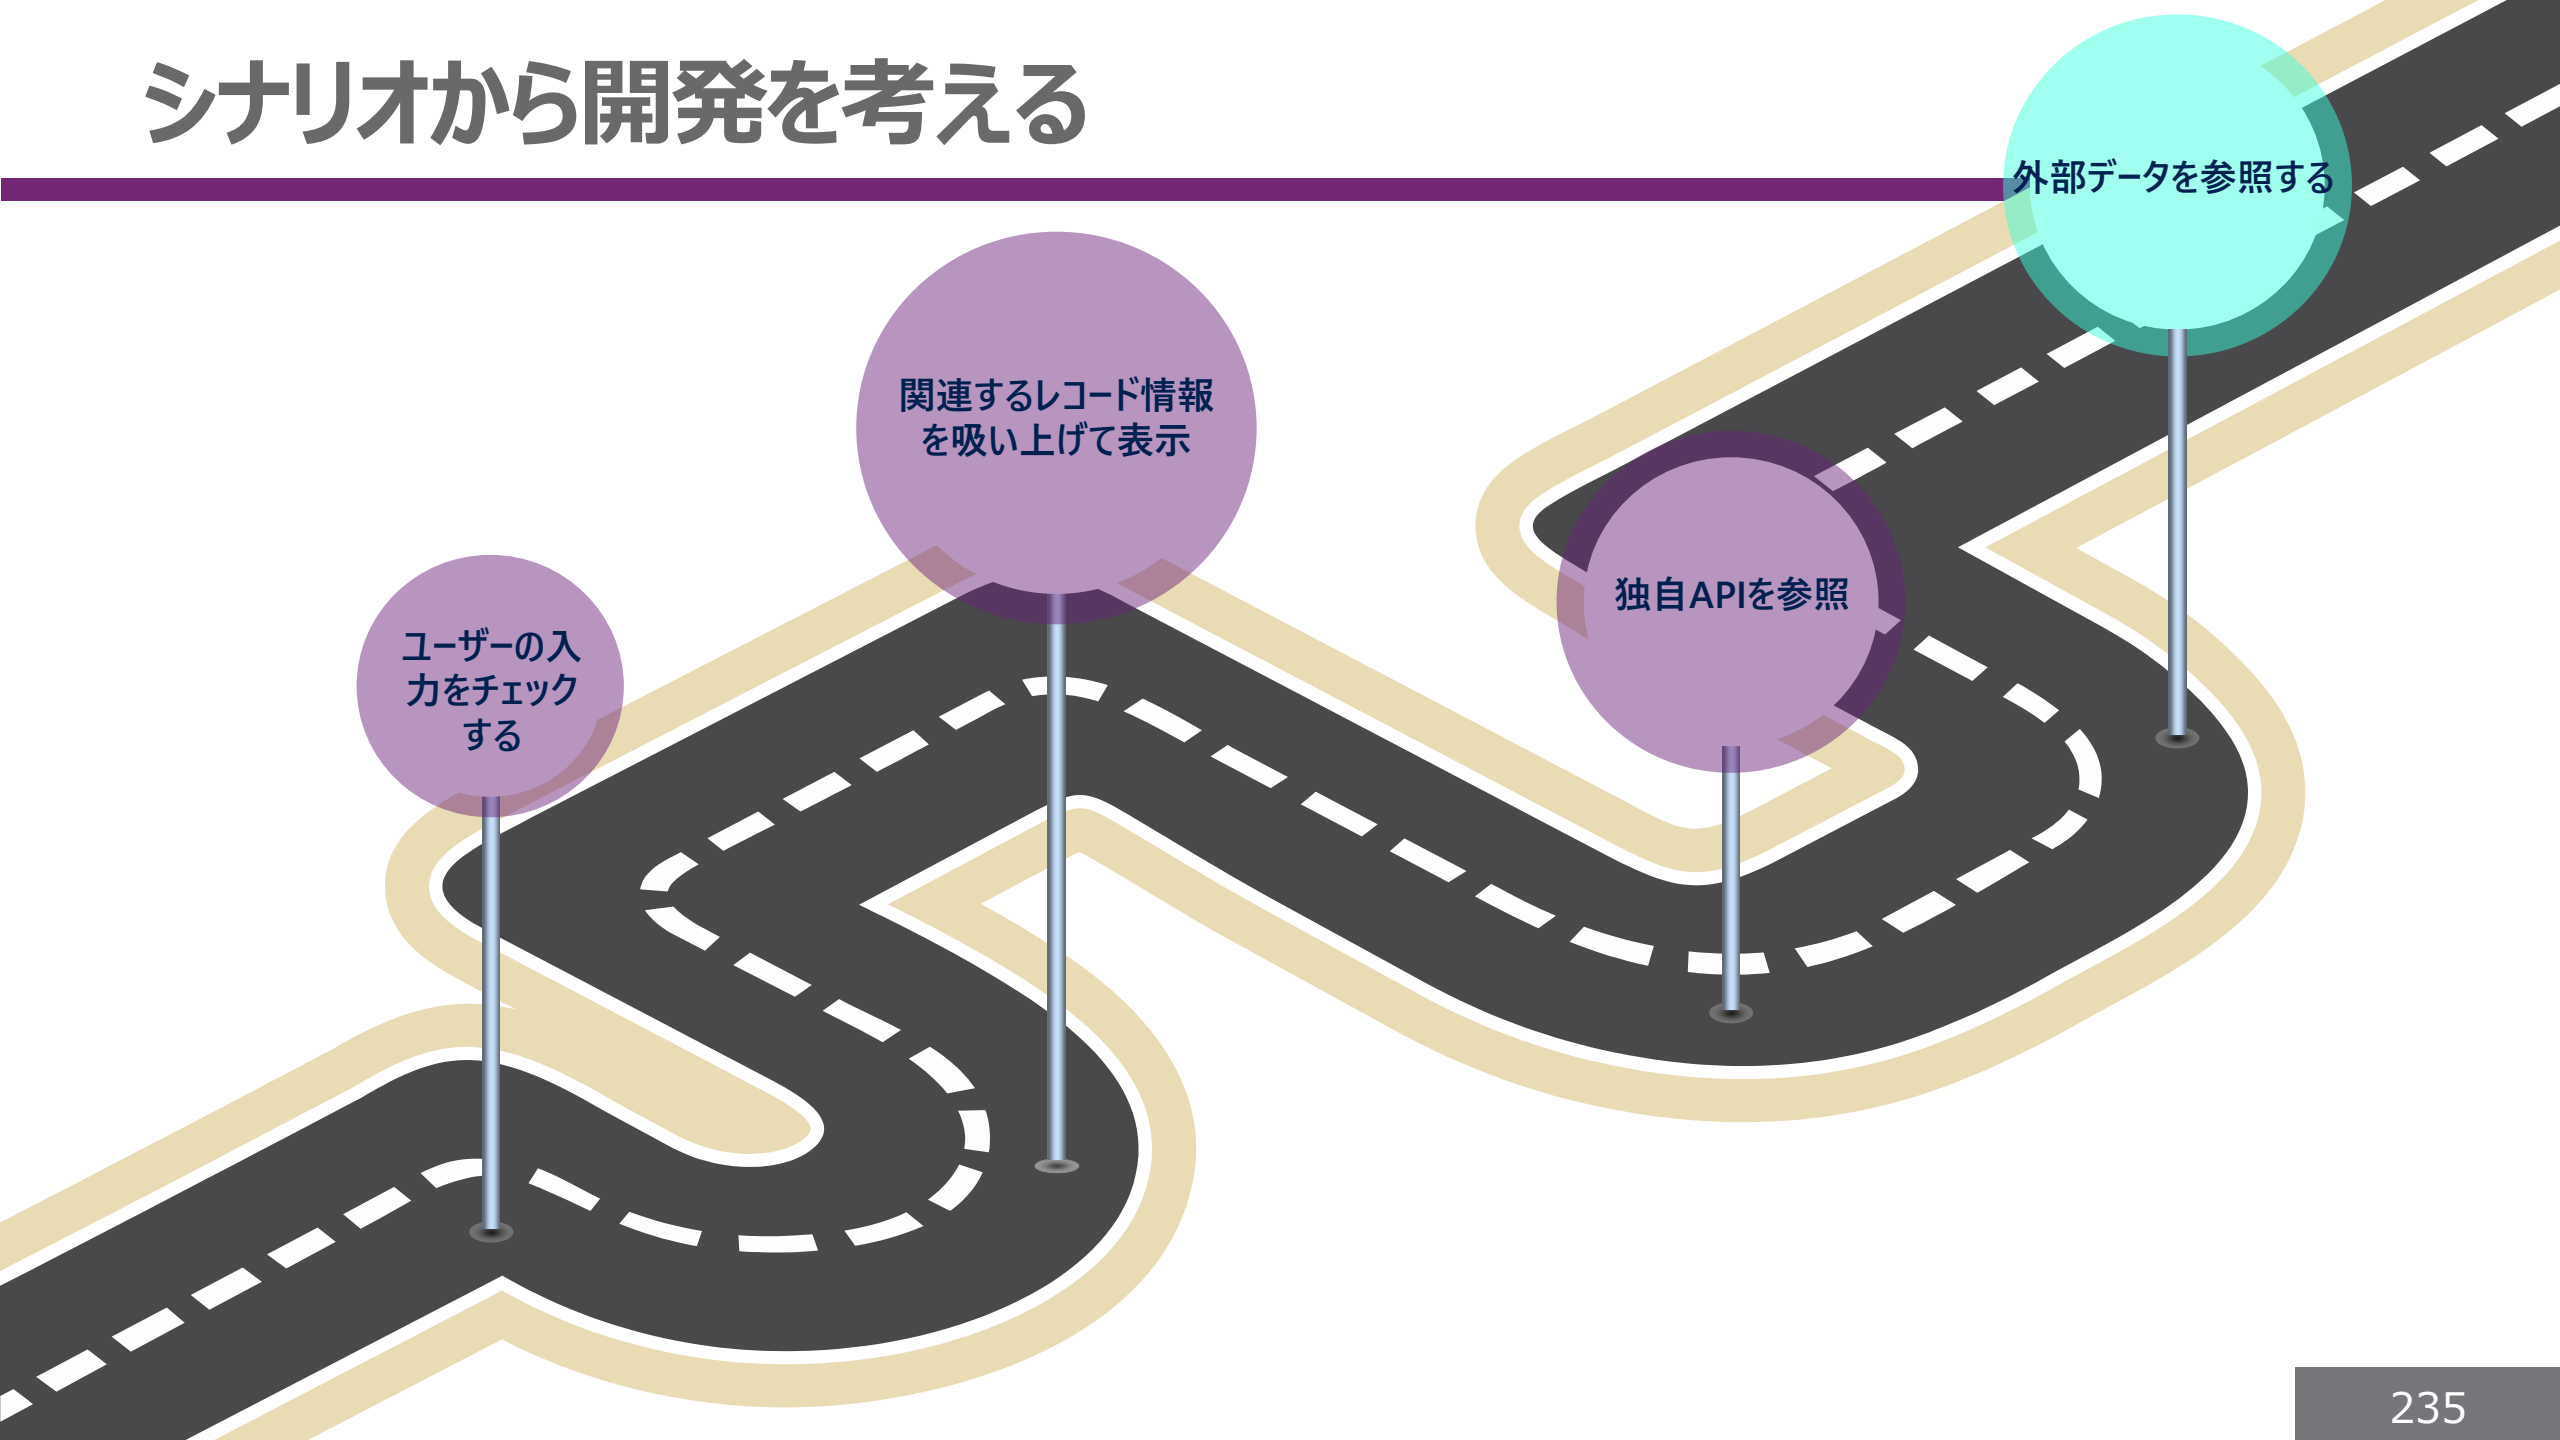 シナリオから開発を考える
外部データを参照する
関連するレコード情報
を吸い上げて表示
独自APIを参照
ユーザーの入
力をチェック
する
235